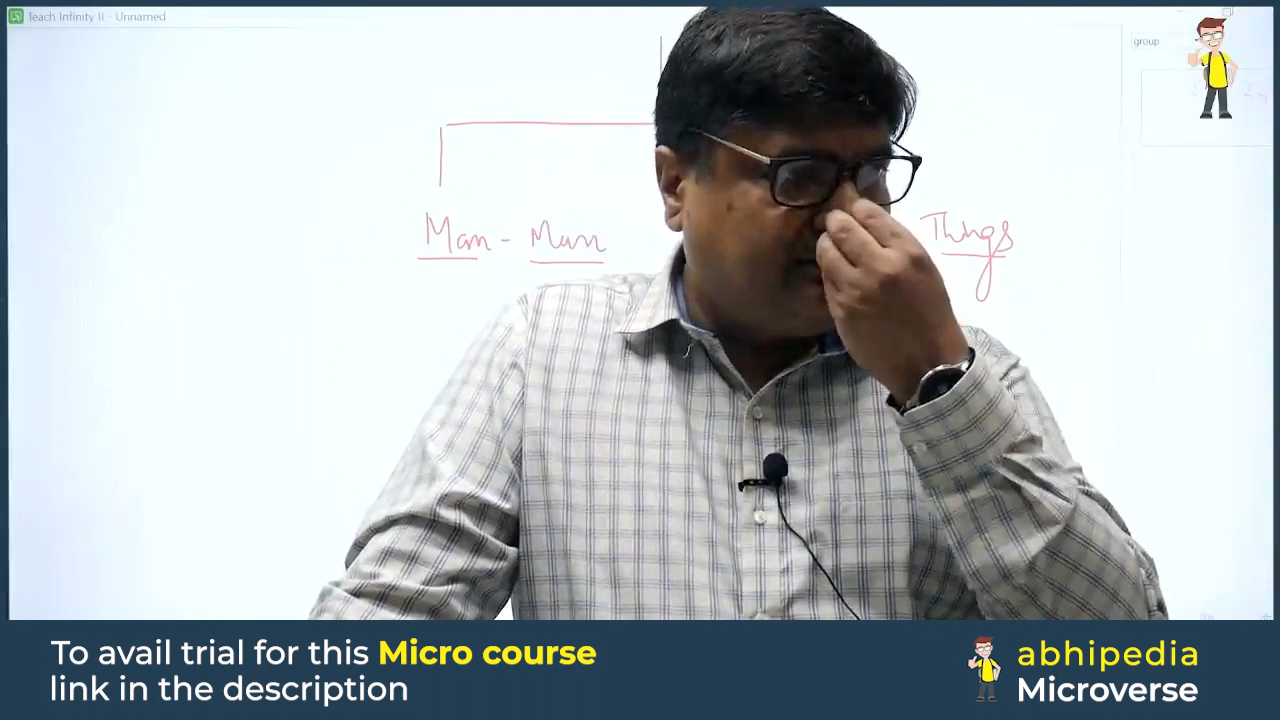 Teach Infinity II - Unnamed
group
Man - Man
Things
To avail trial for this Micro course
link in the description
abhipedia
Microverse